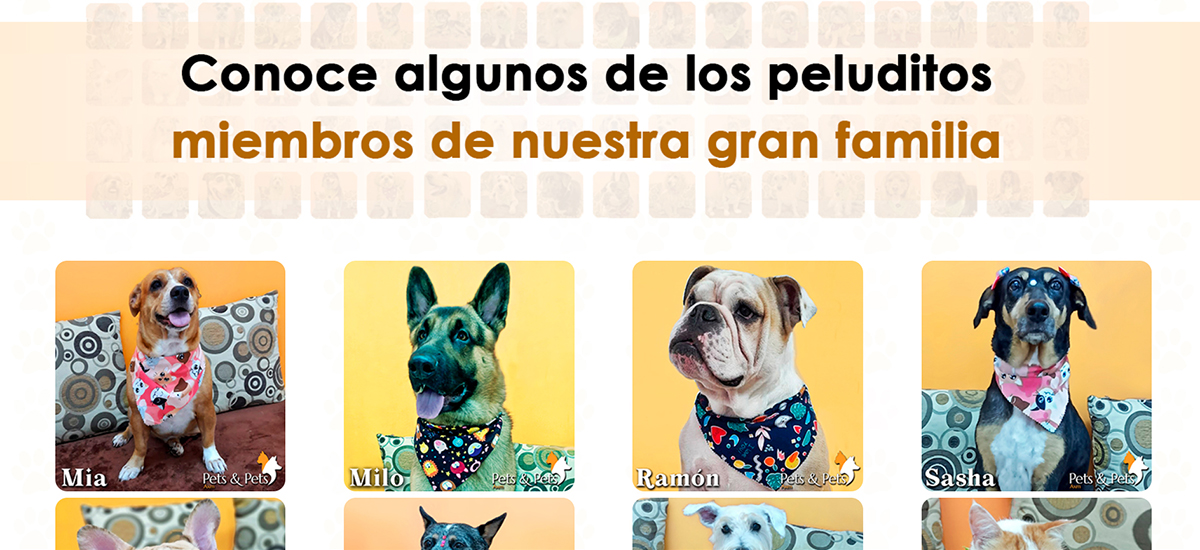 Conoce algunos de los peluditos
miembros de nuestra gran familia
Mia
Pets & Pets
Milo
Pets & Pets
Ramón
Pets & Pets
Sasha
Pets & Pets